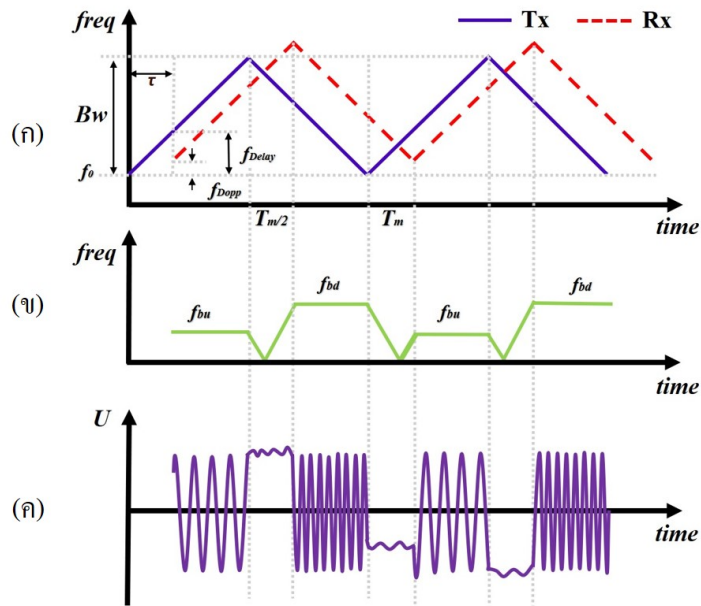 freq
Tx
Rx
(ก)
τ
Bw
f0
fDelay
fDopp
Tm/2
Tm
time
freq
(ข)
fbu
fbd
fbu
fbd
time
U
(ค)
time